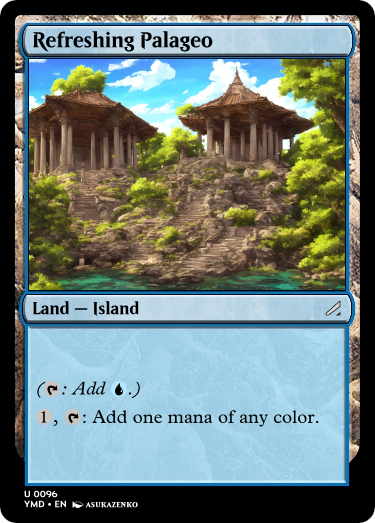 Refreshing Palageo
Land — Island
(: Add .)
1, : Add one mana of any color.
U 0096
YMD • EN ASUKAZENKO